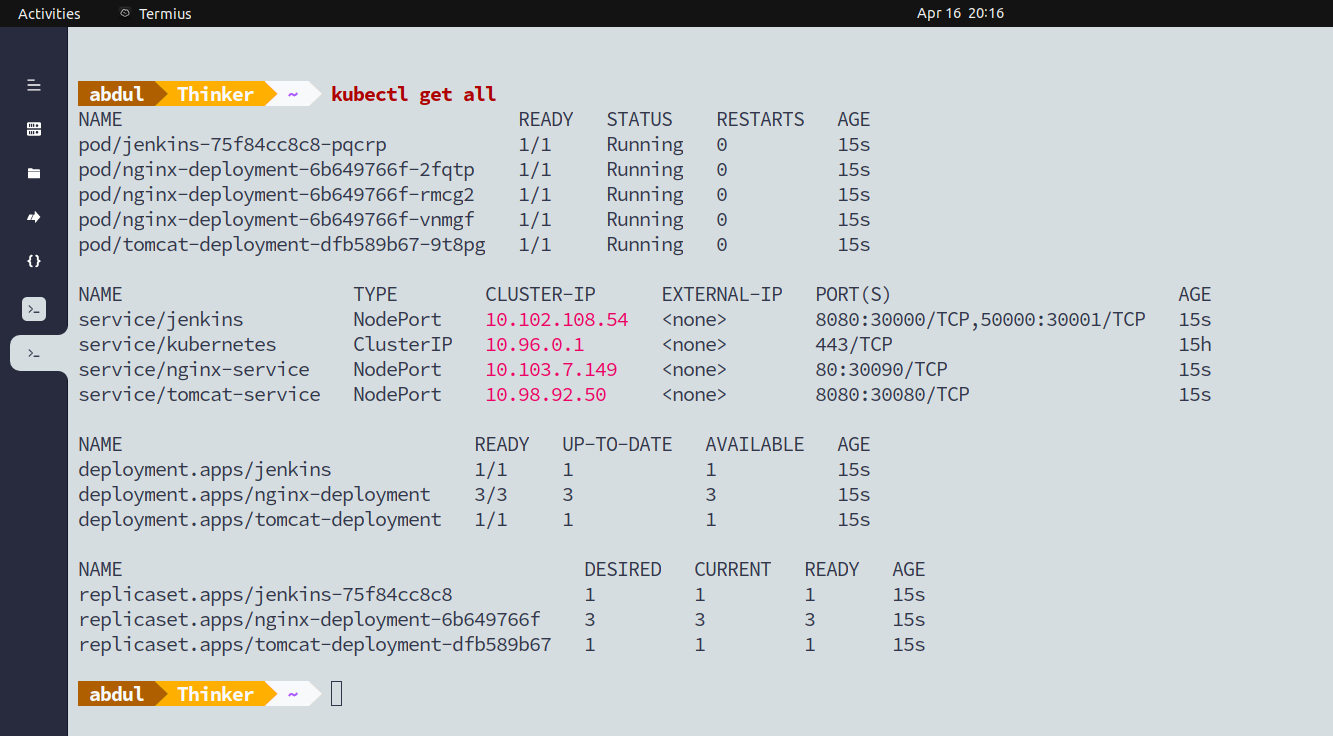 Activities Termius Apr 16 20:16
abdul Thinker ~ kubectl get all
NAME READY STATUS RESTARTS AGE
pod/jenkins-75f84cc8c8-pqcrp 1/1 Running 0 15s
pod/nginx-deployment-6b649766f-2fqtp 1/1 Running 0 15s
pod/nginx-deployment-6b649766f-rmcg2 1/1 Running 0 15s
pod/nginx-deployment-6b649766f-vnmgf 1/1 Running 0 15s
pod/tomcat-deployment-dfb589b67-9t8pg 1/1 Running 0 15s
NAME TYPE CLUSTER-IP EXTERNAL-IP PORT(S) AGE
service/jenkins NodePort 10.102.108.54 <none> 8080:30000/TCP,50000:30001/TCP 15s
service/kubernetes ClusterIP 10.96.0.1 <none> 443/TCP 15h
service/nginx-service NodePort 10.103.7.149 <none> 80:30090/TCP 15s
service/tomcat-service NodePort 10.98.92.50 <none> 8080:30080/TCP 15s
NAME READY UP-TO-DATE AVAILABLE AGE
deployment.apps/jenkins 1/1 1 1 15s
deployment.apps/nginx-deployment 3/3 3 3 15s
deployment.apps/tomcat-deployment 1/1 1 1 15s
NAME DESIRED CURRENT READY AGE
replicaset.apps/jenkins-75f84cc8c8 1 1 1 15s
replicaset.apps/nginx-deployment-6b649766f 3 3 3 15s
replicaset.apps/tomcat-deployment-dfb589b67 1 1 1 15s
abdul Thinker ~